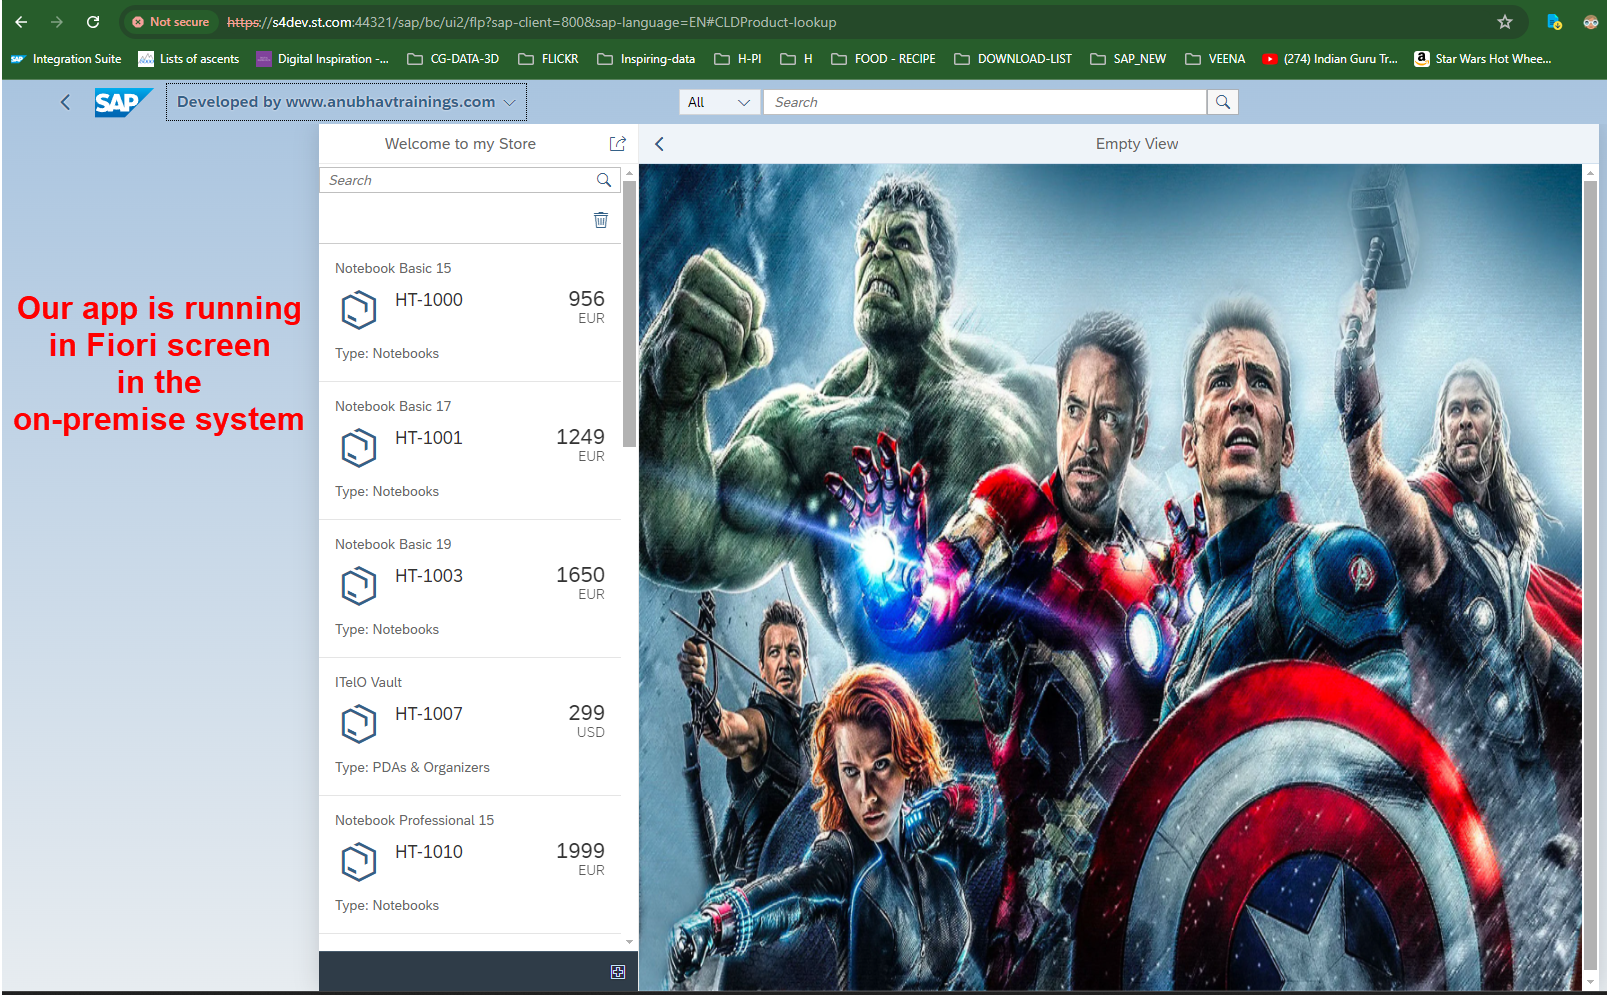 Not secure https://s4dev.st.com:44321/sap/bc/ui2/flp?sap-client=800&sap-language=EN#CLDProduct-lookup
SAP Integration Suite Lists of ascents Digital Inspiration -... CG-DATA-3D FLICKR Inspiring-data H-PI H FOOD - RECIPE DOWNLOAD-LIST SAP_NEW VEENA (274) Indian Guru Tr... a Star Wars Hot Whee...
SAP Developed by www.anubhavtrainings.com All Search
Welcome to my Store
Empty View
Search
Our app is running
in Fiori screen
in the
on-premise system
Notebook Basic 15
HT-1000 956
EUR
Type: Notebooks
Notebook Basic 17
HT-1001 1249
EUR
Type: Notebooks
Notebook Basic 19
HT-1003 1650
EUR
Type: Notebooks
ITelO Vault
HT-1007 299
USD
Type: PDAs & Organizers
Notebook Professional 15
HT-1010 1999
EUR
Type: Notebooks